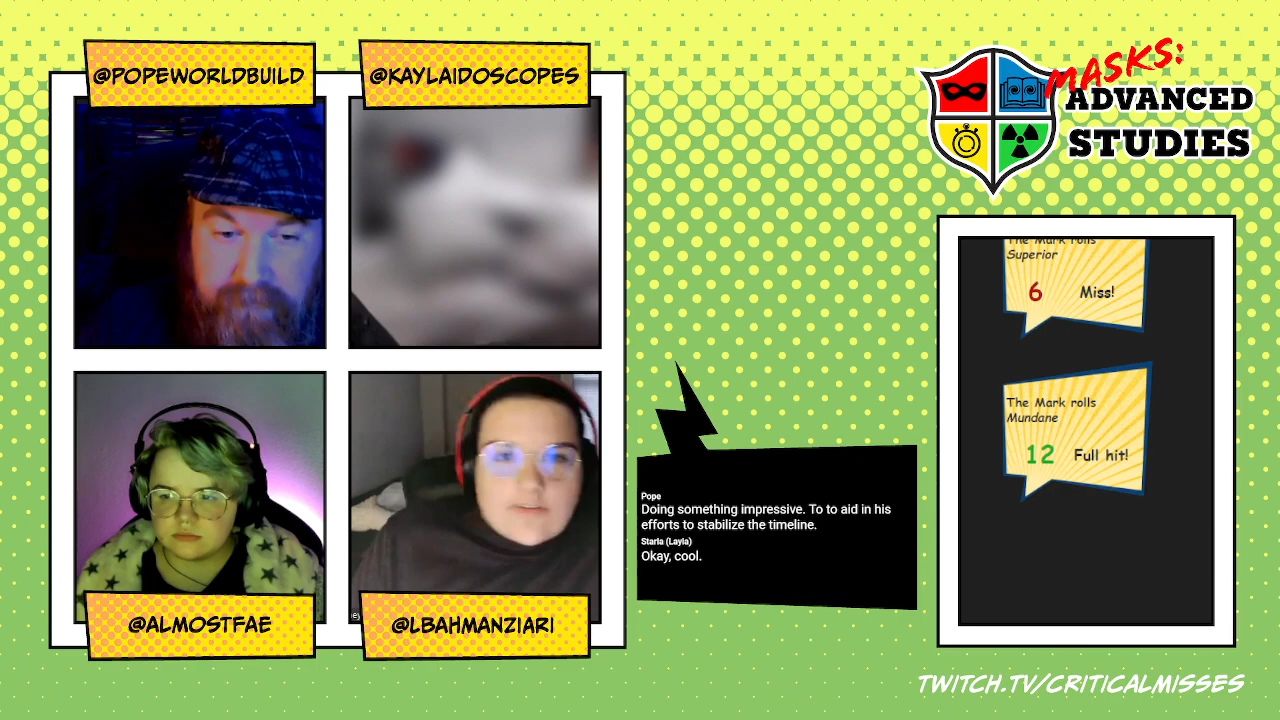 @POPEWORLDBUILD
@KAYLAIDOSCOPES
@ALMOSTFAE
@LBAHMANZIARI
Pope
Doing something impressive. To to aid in his
efforts to stabilize the timeline.
Starla (Layla)
Okay, cool.
MASKS:
ADVANCED
STUDIES
The Mark rolls
Superior
6 Miss!
The Mark rolls
Mundane
12 Full hit!
TWITCH.TV/CRITICALMISSES